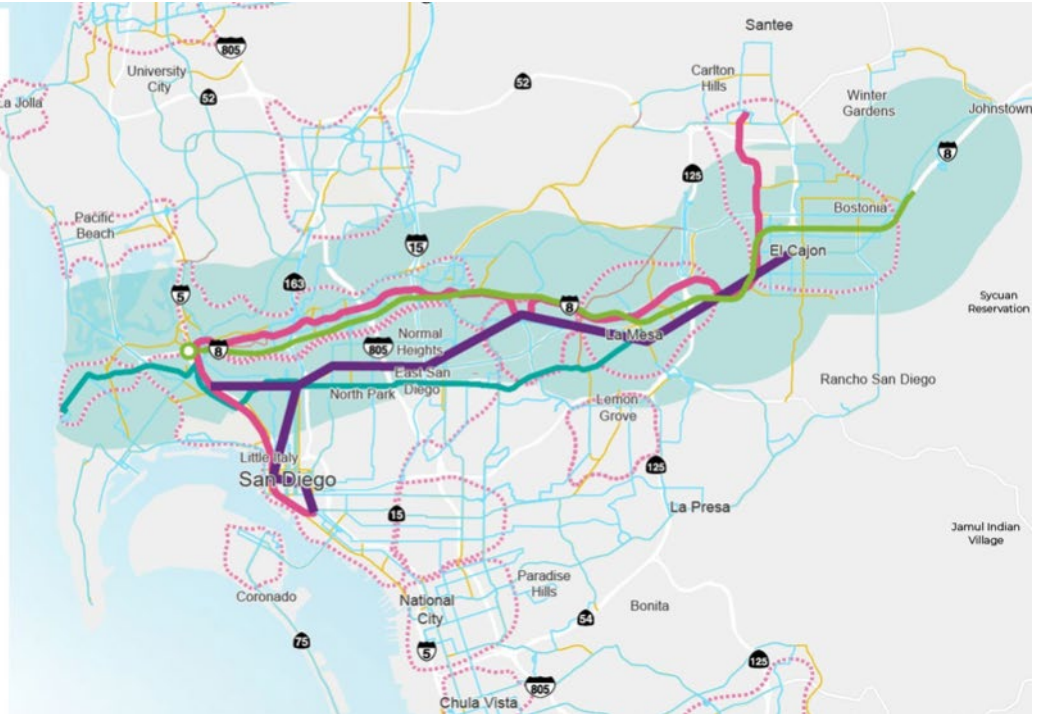 Santee
805
University
City
Carlton
Hills
52
52
La Jolla
Winter
Gardens
Johnstown
8
125
Pacific
Beach
Bostonia
15
El Cajon
163
5
Sycuan
Reservation
8
Normal
Heights
805
La Mesa
8
East San
Diego
North Park
Rancho San Diego
Lemon
Grove
Little Italy
San Diego
125
La Presa
15
Jamul Indian
Village
Paradise
Hills
Coronado
National
City
Bonita
54
75
5
125
805
Chula Vista